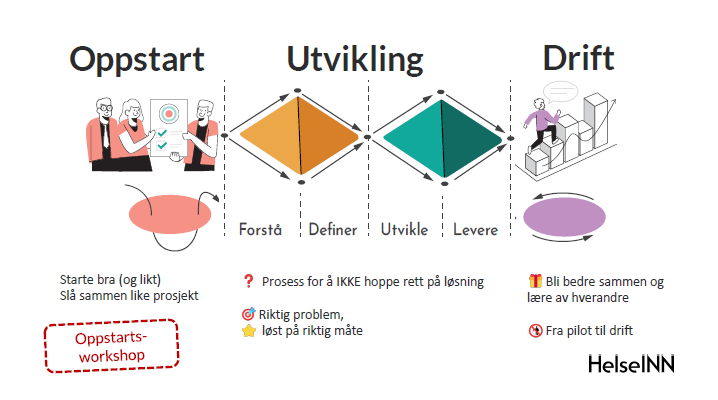 Oppstart
Utvikling
Drift
Forstå
Definer
Utvikle
Levere
Starte bra (og likt)
Slå sammen like prosjekt
Oppstarts-
workshop
Prosess for å IKKE hoppe rett på løsning
Riktig problem,
løst på riktig måte
Bli bedre sammen og
lære av hverandre
Fra pilot til drift
HelseINN